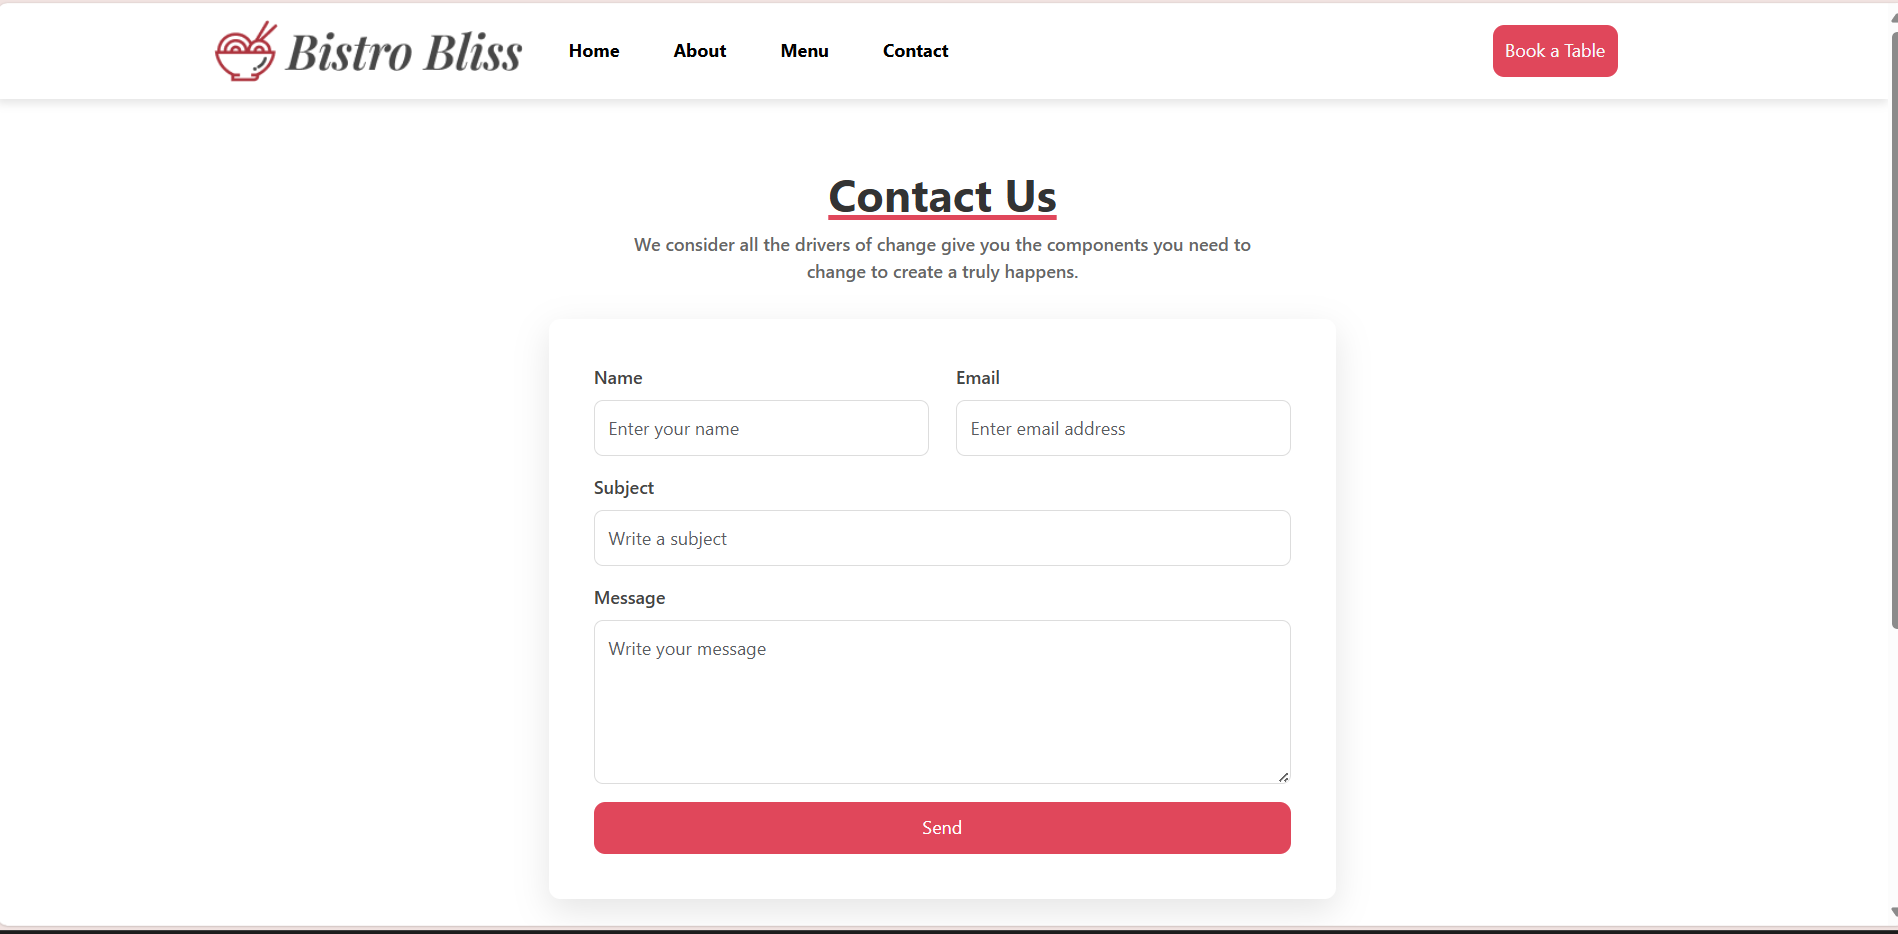 Bistro Bliss
Home
About
Menu
Contact
Book a Table
Contact Us
We consider all the drivers of change give you the components you need to
change to create a truly happens.
Name
Email
Enter your name
Enter email address
Subject
Write a subject
Message
Write your message
Send